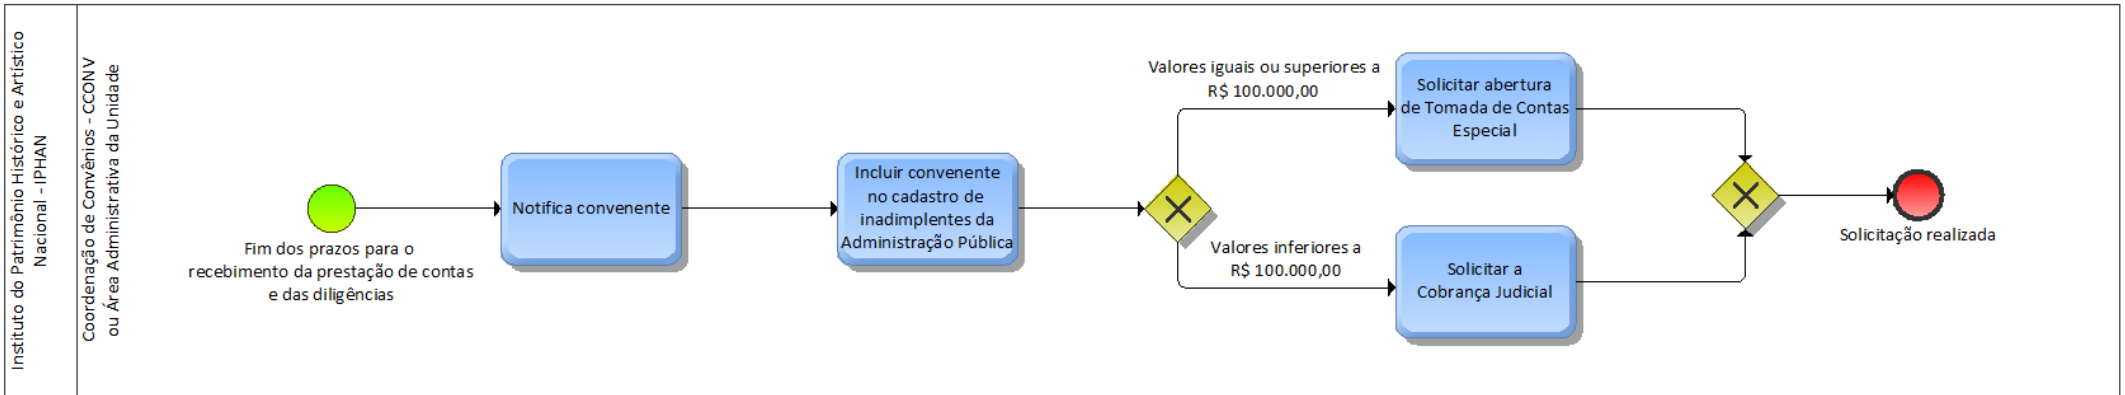 Instituto do Patrimônio Histórico e Artístico
Nacional - IPHAN
Coordenação de Convênios - CCONV
ou Área Administrativa da Unidade
Fim dos prazos para o
recebimento da prestação de contas
e das diligências
Notifica convenente
Incluir convenente
no cadastro de
inadimplentes da
Administração Pública
Valores iguais ou superiores a
R$ 100.000,00
Solicitar abertura
de Tomada de Contas
Especial
Valores inferiores a
R$ 100.000,00
Solicitar a
Cobrança Judicial
Solicitação realizada